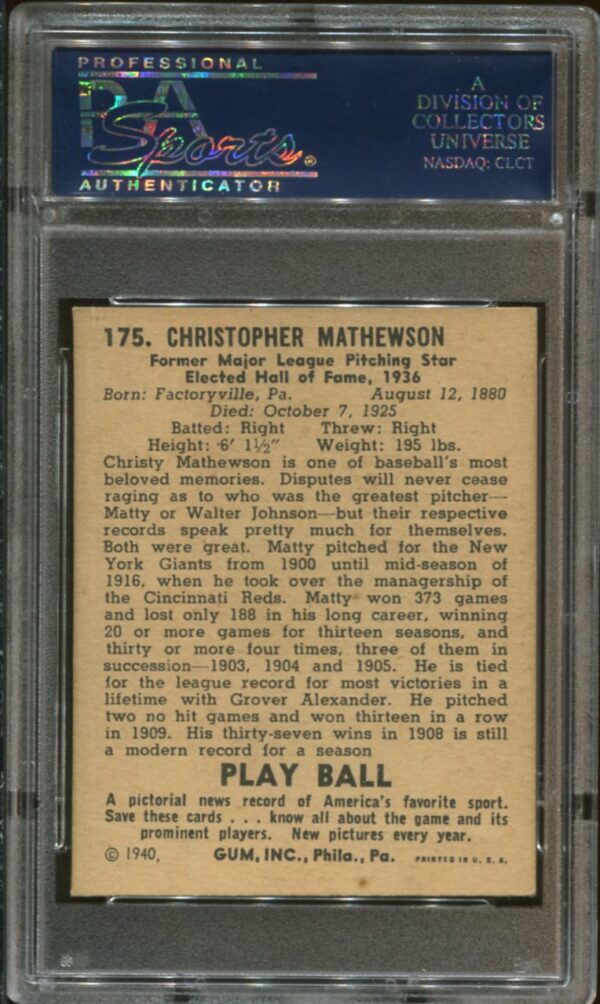 PROFESSIONAL
PSA
Sports®
AUTHENTICATOR
A
DIVISION OF
COLLECTORS
UNIVERSE
NASDAQ: CLCT
175. CHRISTOPHER MATHEWSON
Former Major League Pitching Star
Elected Hall of Fame, 1936
Born: Factoryville, Pa. August 12, 1880
Died: October 7, 1925
Batted: Right Threw: Right
Height: 6' 1½" Weight: 195 lbs.
Christy Mathewson is one of baseball's most
beloved memories. Disputes will never cease
raging as to who was the greatest pitcher—
Matty or Walter Johnson—but their respective
records speak pretty much for themselves.
Both were great. Matty pitched for the New
York Giants from 1900 until mid-season of
1916, when he took over the managership of
the Cincinnati Reds. Matty won 373 games
and lost only 188 in his long career, winning
20 or more games for thirteen seasons, and
thirty or more four times, three of them in
succession—1903, 1904 and 1905. He is tied
for the league record for most victories in a
lifetime with Grover Alexander. He pitched
two no hit games and won thirteen in a row
in 1909. His thirty-seven wins in 1908 is still
a modern record for a season
PLAY BALL
A pictorial news record of America's favorite sport.
Save these cards . . . know all about the game and its
prominent players. New pictures every year.
© 1940, GUM, INC., Phila., Pa. PRINTED IN U. S. A.